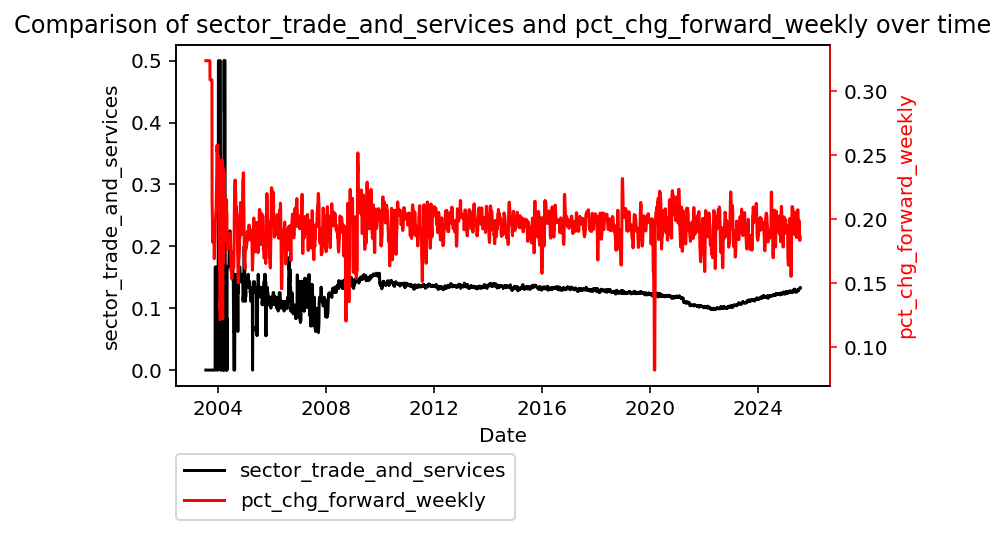 Comparison of sector_trade_and_services and pct_chg_forward_weekly over time
sector_trade_and_services
0.5
0.4
0.3
0.2
0.1
0.0
0.30
0.25
0.20
0.15
0.10
pct_chg_forward_weekly
2004 2008 2012 2016 2020 2024
Date
sector_trade_and_services
pct_chg_forward_weekly